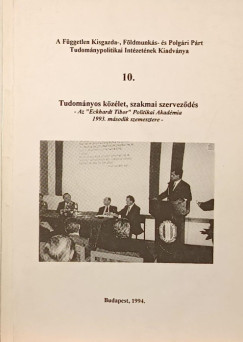 A Független Kisgazda-, Földmunkás- és Polgári Párt
Tudománypolitikai Intézetének Kiadványa
10.
Tudományos közélet, szakmai szerveződés
- Az "Eckhardt Tibor" Politikai Akadémia
1993. második szemesztere -
Budapest, 1994.